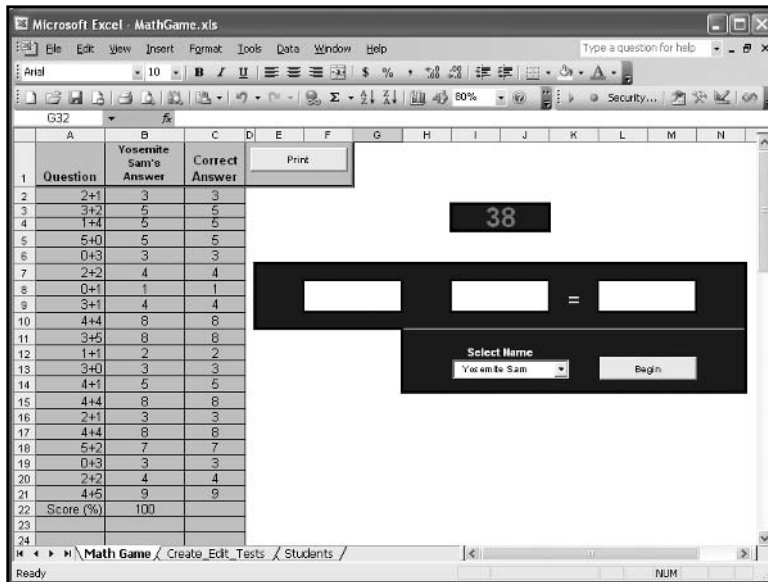 Microsoft Excel - MathGame.xls
File Edit View Insert Format Tools Data Window Help Type a question for help
Arial 10 B I U $ % ,
Σ 80% Security...
G32 fx
A B C D E F G H I J K L M N
1 Question Yosemite Sam's Answer Correct Answer Print
2 2+1 3 3
3 3+2 5 5
4 1+4 5 5
5 5+0 5 5
6 0+3 3 3
7 2+2 4 4
8 0+1 1 1
9 3+1 4 4
10 4+4 8 8
11 3+5 8 8
12 1+1 2 2
13 3+0 3 3
14 4+1 5 5
15 4+4 8 8
16 2+1 3 3
17 4+4 8 8
18 5+2 7 7
19 0+3 3 3
20 2+2 4 4
21 4+5 9 9
22 Score (%) 100
23
24
38
=
Select Name
Yosemite Sam Begin
Math Game / Create_Edit_Tests / Students /
Ready NUM